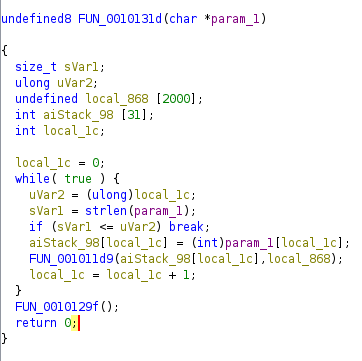 undefined8 FUN_0010131d(char *param_1)
{
size_t sVar1;
ulong uVar2;
undefined local_868 [2000];
int aiStack_98 [31];
int local_1c;
local_1c = 0;
while( true ) {
uVar2 = (ulong)local_1c;
sVar1 = strlen(param_1);
if (sVar1 <= uVar2) break;
aiStack_98[local_1c] = (int)param_1[local_1c];
FUN_001011d9(aiStack_98[local_1c],local_868);
local_1c = local_1c + 1;
}
FUN_0010129f();
return 0;
}